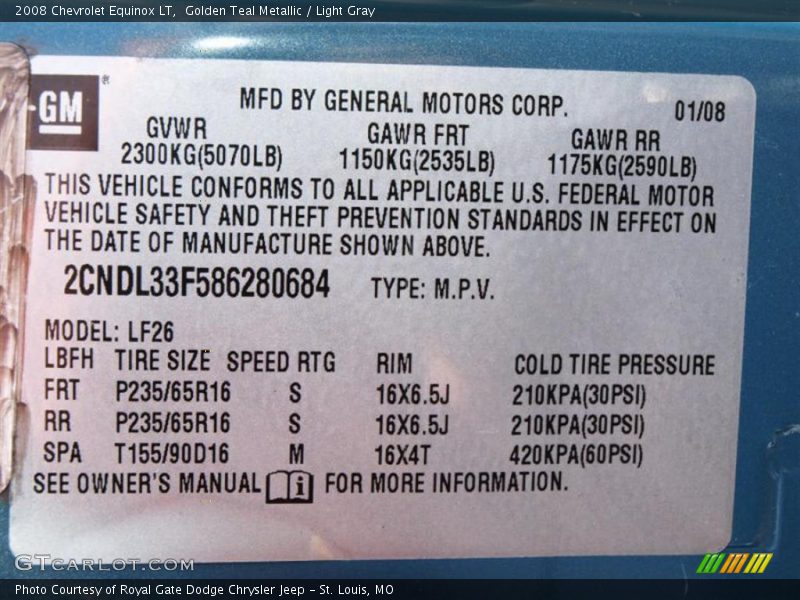 2008 Chevrolet Equinox LT,  Golden Teal Metallic / Light Gray
GM ®
MFD BY GENERAL MOTORS CORP. 01/08
GVWR GAWR FRT GAWR RR
2300KG(5070LB) 1150KG(2535LB) 1175KG(2590LB)
THIS VEHICLE CONFORMS TO ALL APPLICABLE U.S. FEDERAL MOTOR
VEHICLE SAFETY AND THEFT PREVENTION STANDARDS IN EFFECT ON
THE DATE OF MANUFACTURE SHOWN ABOVE.
2CNDL33F586280684 TYPE: M.P.V.
MODEL: LF26
LBFH TIRE SIZE SPEED RTG RIM COLD TIRE PRESSURE
FRT P235/65R16 S 16X6.5J 210KPA(30PSI)
RR P235/65R16 S 16X6.5J 210KPA(30PSI)
SPA T155/90D16 M 16X4T 420KPA(60PSI)
SEE OWNER'S MANUAL i FOR MORE INFORMATION.
GTCarLot.com
Photo Courtesy of Royal Gate Dodge Chrysler Jeep – St. Louis, MO